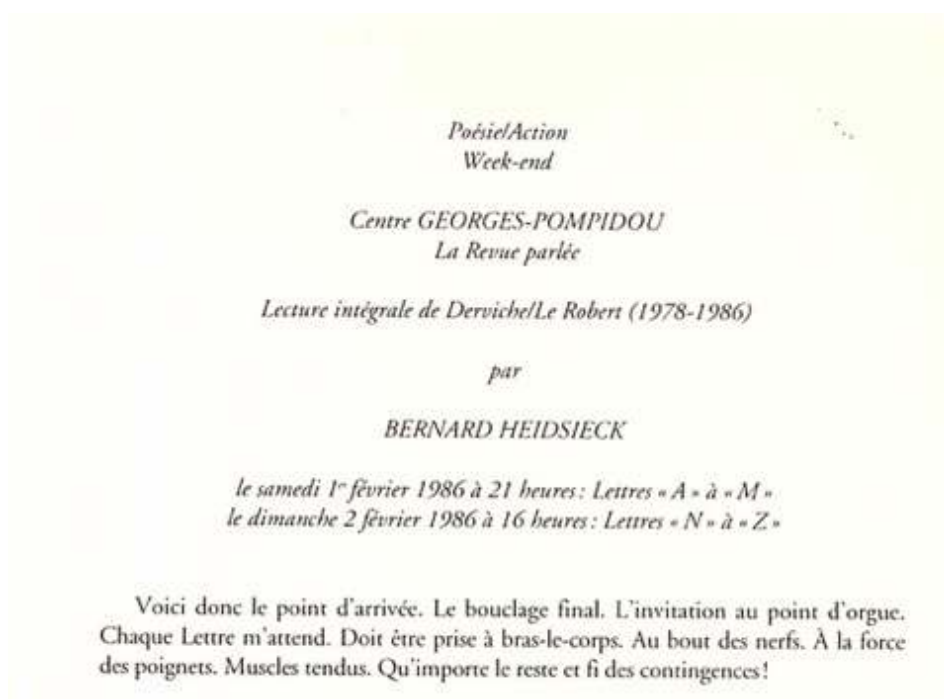 Poésie/Action
Week-end
Centre GEORGES-POMPIDOU
La Revue parlée
Lecture intégrale de Derviche/Le Robert (1978-1986)
par
BERNARD HEIDSIECK
le samedi 1er février 1986 à 21 heures : Lettres « A » à « M »
le dimanche 2 février 1986 à 16 heures : Lettres « N » à « Z »
Voici donc le point d'arrivée. Le bouclage final. L'invitation au point d'orgue.
Chaque Lettre m'attend. Doit être prise à bras-le-corps. Au bout des nerfs. À la force
des poignets. Muscles tendus. Qu'importe le reste et fi des contingences!